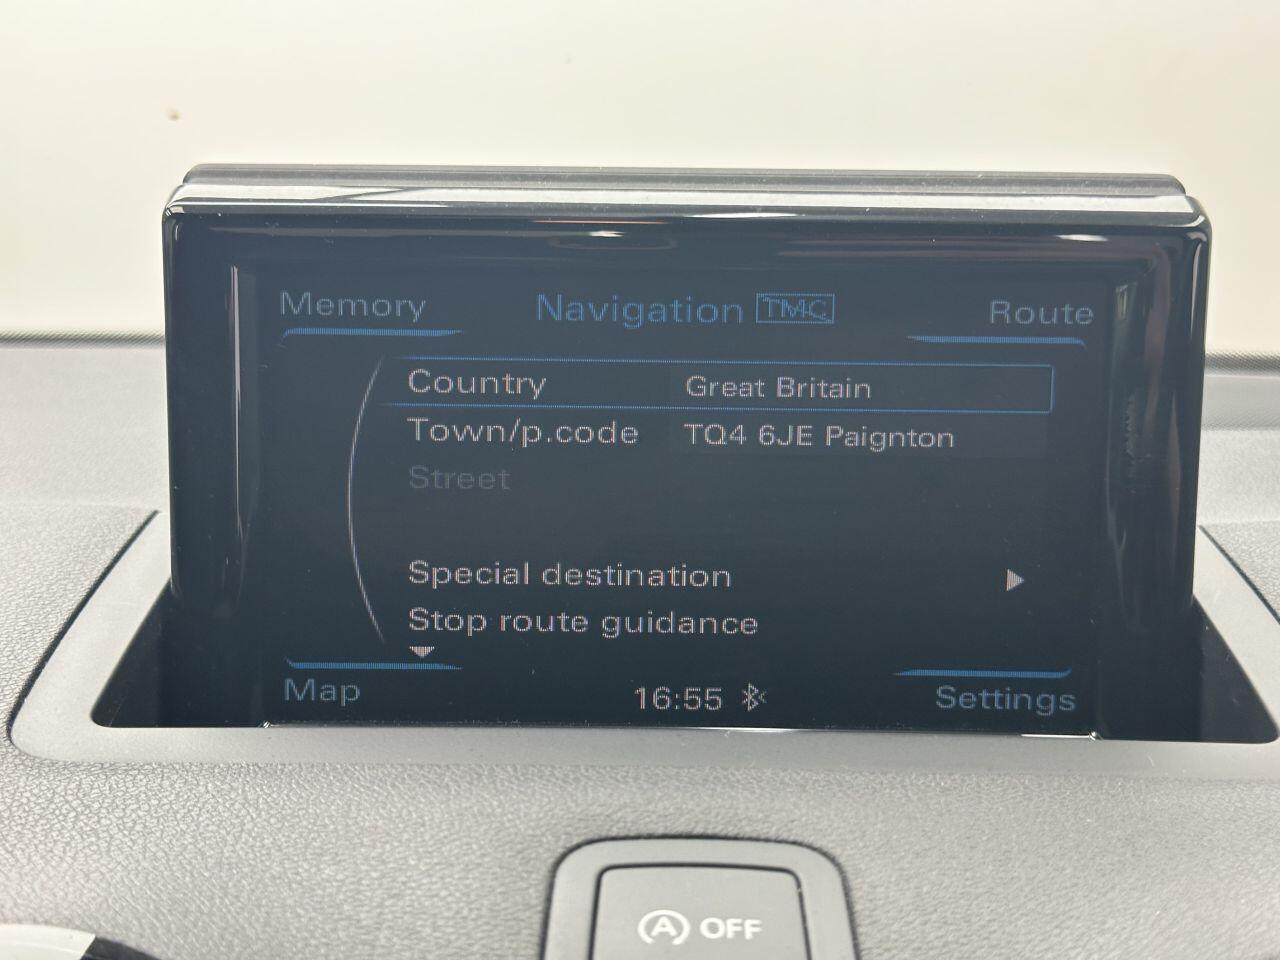 Memory Navigation TMC Route
Country Great Britain
Town/p.code TQ4 6JE Paignton
Street
Special destination
Stop route guidance
Map 16:55 Settings
A OFF